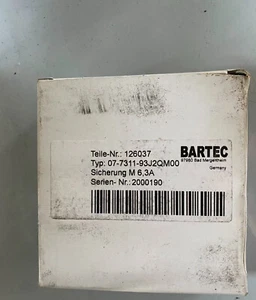 Teile-Nr.: 126037
BARTEC
Typ: 07-7311-93J2QM00
97980 Bad Mergentheim
Sicherung M 6,3A
Germany
Serien- Nr.: 2000190